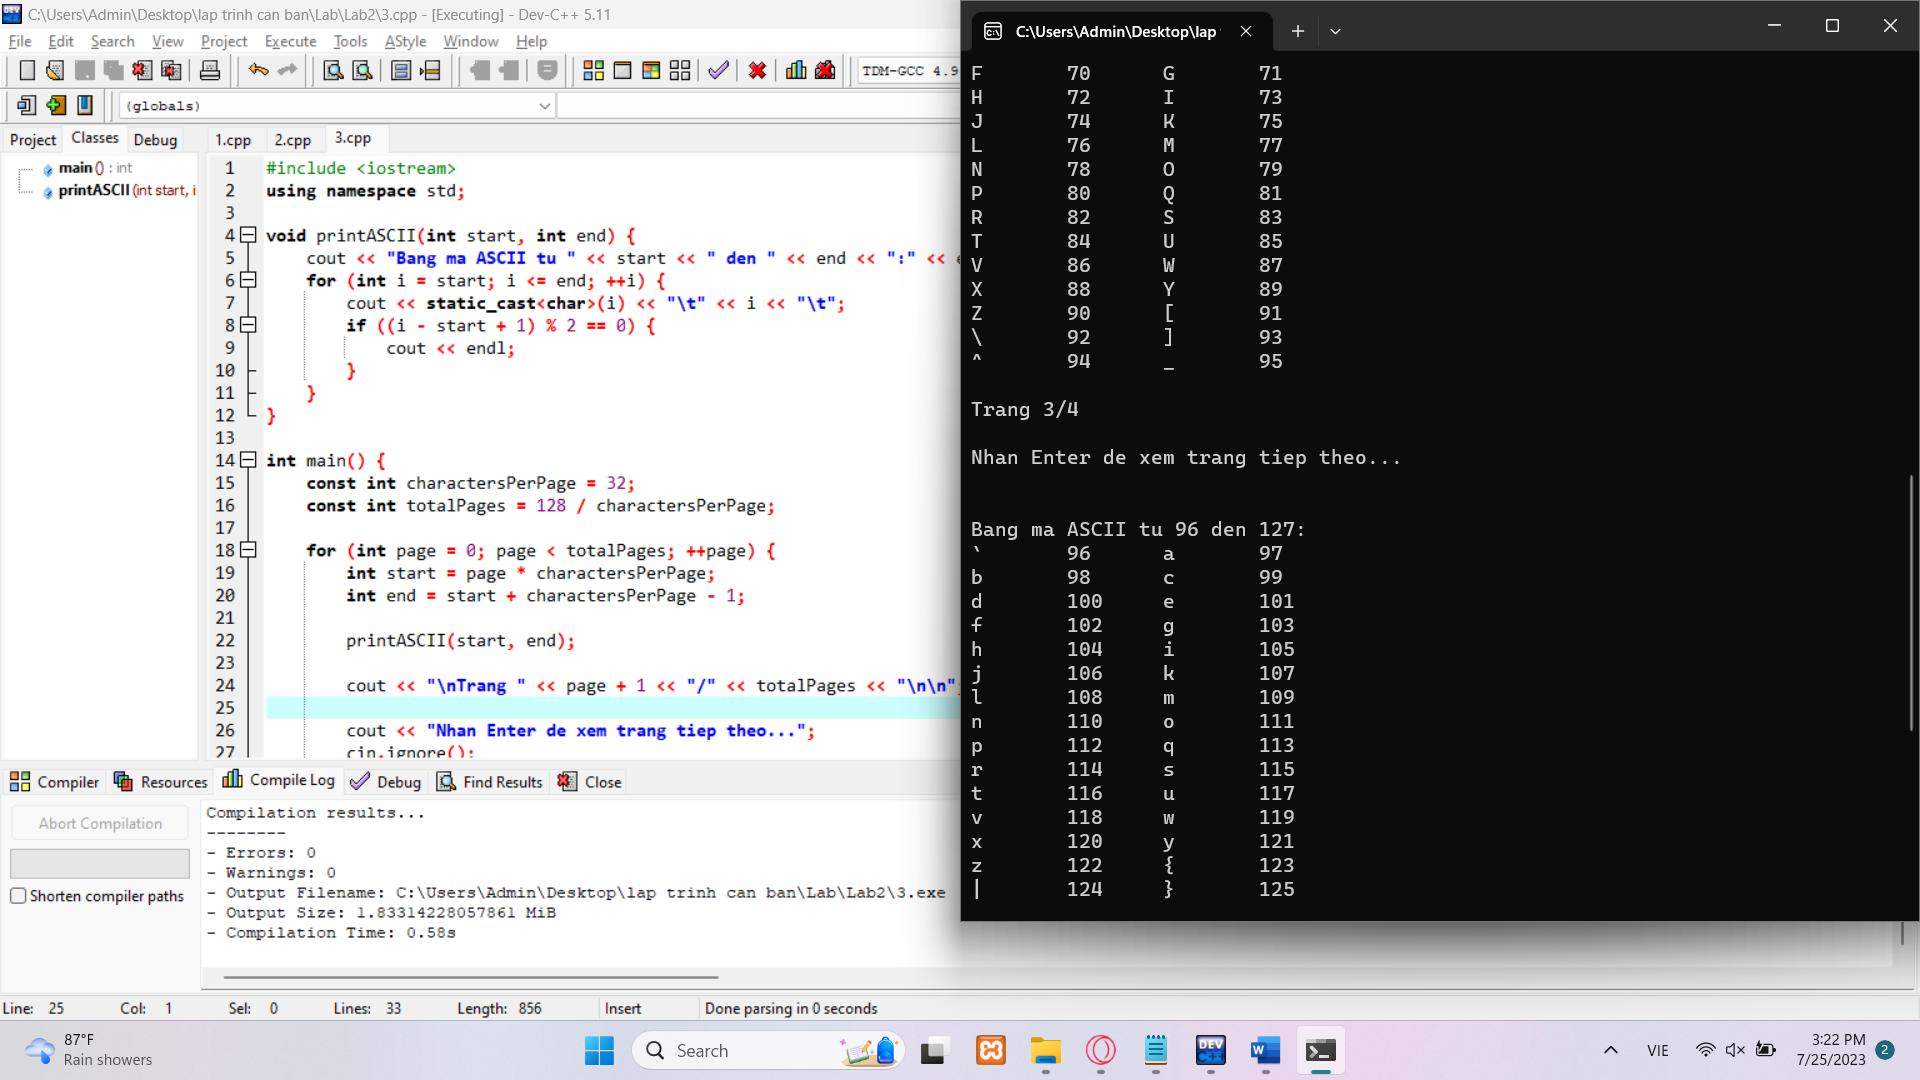 C:\Users\Admin\Desktop\lap trinh can ban\Lab\Lab2\3.cpp - [Executing] - Dev-C++ 5.11
File Edit Search View Project Execute Tools AStyle Window Help
TDM-GCC 4.9
(globals)
Project Classes Debug
1.cpp 2.cpp 3.cpp
main () : int
printASCII (int start, i
1 #include <iostream>
2 using namespace std;
3
4 void printASCII(int start, int end) {
5 cout << "Bang ma ASCII tu " << start << " den " << end << ":" << e
6 for (int i = start; i <= end; ++i) {
7 cout << static_cast<char>(i) << "\t" << i << "\t";
8 if ((i - start + 1) % 2 == 0) {
9 cout << endl;
10 }
11 }
12 }
13
14 int main() {
15 const int charactersPerPage = 32;
16 const int totalPages = 128 / charactersPerPage;
17
18 for (int page = 0; page < totalPages; ++page) {
19 int start = page * charactersPerPage;
20 int end = start + charactersPerPage - 1;
21
22 printASCII(start, end);
23
24 cout << "\nTrang " << page + 1 << "/" << totalPages << "\n\n";
25
26 cout << "Nhan Enter de xem trang tiep theo...";
27 cin.ignore();
Compiler Resources Compile Log Debug Find Results Close
Abort Compilation
Shorten compiler paths
Compilation results...
--------
- Errors: 0
- Warnings: 0
- Output Filename: C:\Users\Admin\Desktop\lap trinh can ban\Lab\Lab2\3.exe
- Output Size: 1.83314228057861 MiB
- Compilation Time: 0.58s
Line: 25 Col: 1 Sel: 0 Lines: 33 Length: 856 Insert Done parsing in 0 seconds
C:\Users\Admin\Desktop\lap
F 70 G 71
H 72 I 73
J 74 K 75
L 76 M 77
N 78 O 79
P 80 Q 81
R 82 S 83
T 84 U 85
V 86 W 87
X 88 Y 89
Z 90 [ 91
\ 92 ] 93
^ 94 _ 95
Trang 3/4
Nhan Enter de xem trang tiep theo...
Bang ma ASCII tu 96 den 127:
` 96 a 97
b 98 c 99
d 100 e 101
f 102 g 103
h 104 i 105
j 106 k 107
l 108 m 109
n 110 o 111
p 112 q 113
r 114 s 115
t 116 u 117
v 118 w 119
x 120 y 121
z 122 { 123
| 124 } 125
87°F
Rain showers
Search
DEV
W
VIE
3:22 PM
7/25/2023
2